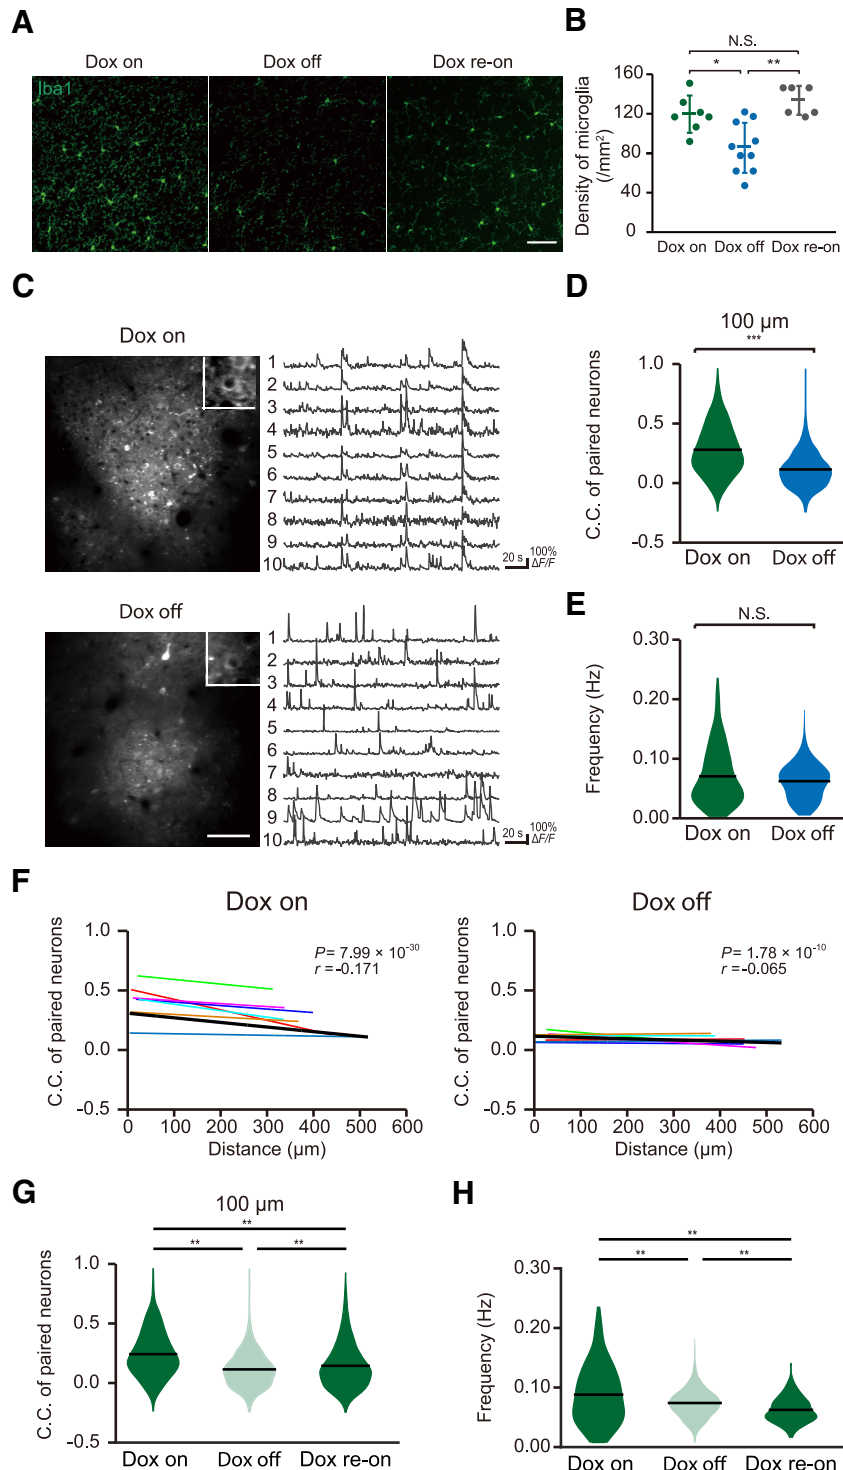 A
Dox on
Dox off
Dox re-on
Iba1
B
N.S.
*
**
160
120
80
40
0
Density of microglia
(/mm²)
Dox on
Dox off
Dox re-on
C
Dox on
1
2
3
4
5
6
7
8
9
10
20 s
100%
ΔF/F
Dox off
1
2
3
4
5
6
7
8
9
10
20 s
100%
ΔF/F
D
100 µm
***
1.0
0.5
0.0
-0.5
C.C. of paired neurons
Dox on
Dox off
E
N.S.
0.30
0.20
0.10
0.00
Frequency (Hz)
Dox on
Dox off
F
Dox on
P= 7.99 × 10⁻³⁰
r =-0.171
1.0
0.5
0.0
-0.5
C.C. of paired neurons
0 100 200 300 400 500 600
Distance (µm)
Dox off
P= 1.78 × 10⁻¹⁰
r =-0.065
1.0
0.5
0.0
-0.5
C.C. of paired neurons
0 100 200 300 400 500 600
Distance (µm)
G
100 µm
**
** **
1.0
0.5
0.0
-0.5
C.C. of paired neurons
Dox on
Dox off
Dox re-on
H
**
** **
0.30
0.20
0.10
0.00
Frequency (Hz)
Dox on
Dox off
Dox re-on